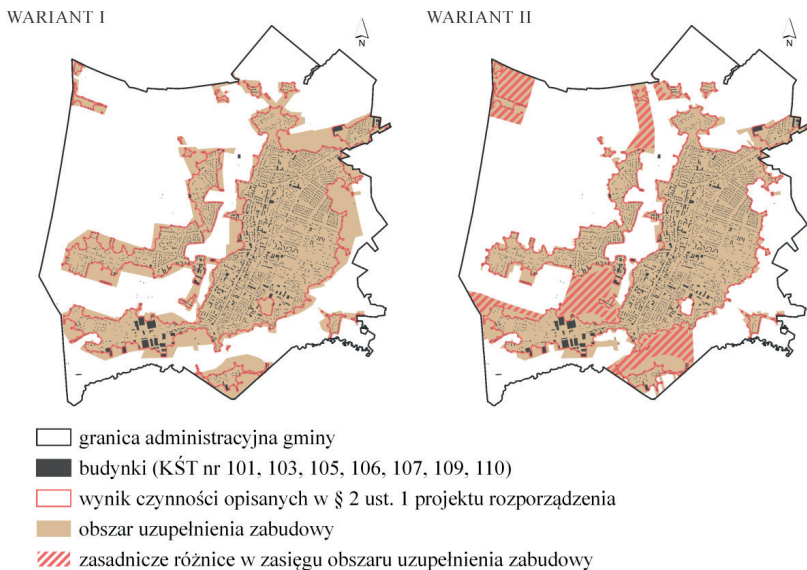 WARIANT I
WARIANT II
N
N
granica administracyjna gminy
budynki (KŚT nr 101, 103, 105, 106, 107, 109, 110)
wynik czynności opisanych w § 2 ust. 1 projektu rozporządzenia
obszar uzupełnienia zabudowy
zasadnicze różnice w zasięgu obszaru uzupełnienia zabudowy